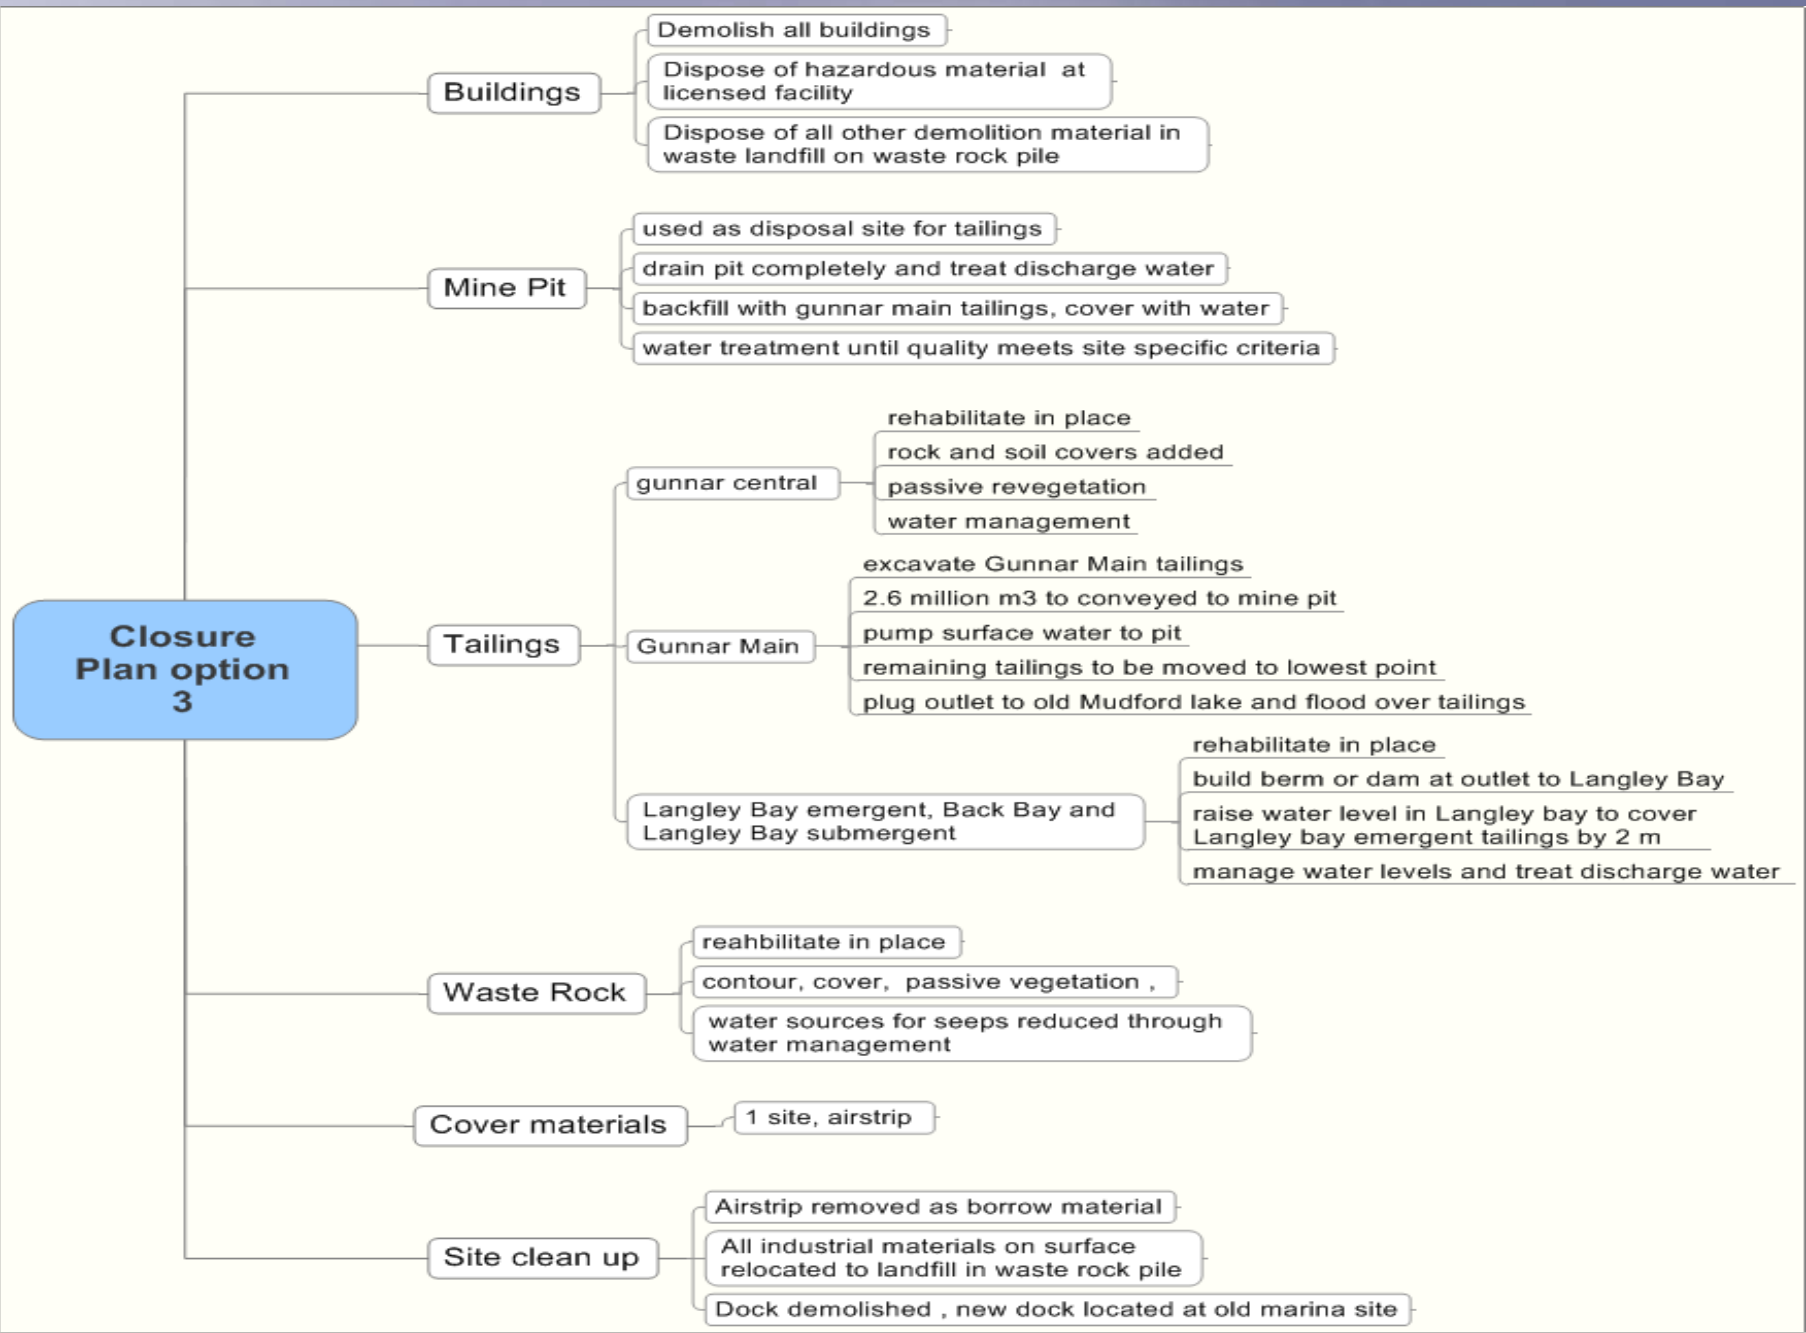 Closure
Plan option
3
Buildings
Demolish all buildings
Dispose of hazardous material at
licensed facility
Dispose of all other demolition material in
waste landfill on waste rock pile
Mine Pit
used as disposal site for tailings
drain pit completely and treat discharge water
backfill with gunnar main tailings, cover with water
water treatment until quality meets site specific criteria
Tailings
gunnar central
rehabilitate in place
rock and soil covers added
passive revegetation
water management
Gunnar Main
excavate Gunnar Main tailings
2.6 million m3 to conveyed to mine pit
pump surface water to pit
remaining tailings to be moved to lowest point
plug outlet to old Mudford lake and flood over tailings
Langley Bay emergent, Back Bay and
Langley Bay submergent
rehabilitate in place
build berm or dam at outlet to Langley Bay
raise water level in Langley bay to cover
Langley bay emergent tailings by 2 m
manage water levels and treat discharge water
Waste Rock
reahbilitate in place
contour, cover, passive vegetation ,
water sources for seeps reduced through
water management
Cover materials
1 site, airstrip
Site clean up
Airstrip removed as borrow material
All industrial materials on surface
relocated to landfill in waste rock pile
Dock demolished , new dock located at old marina site